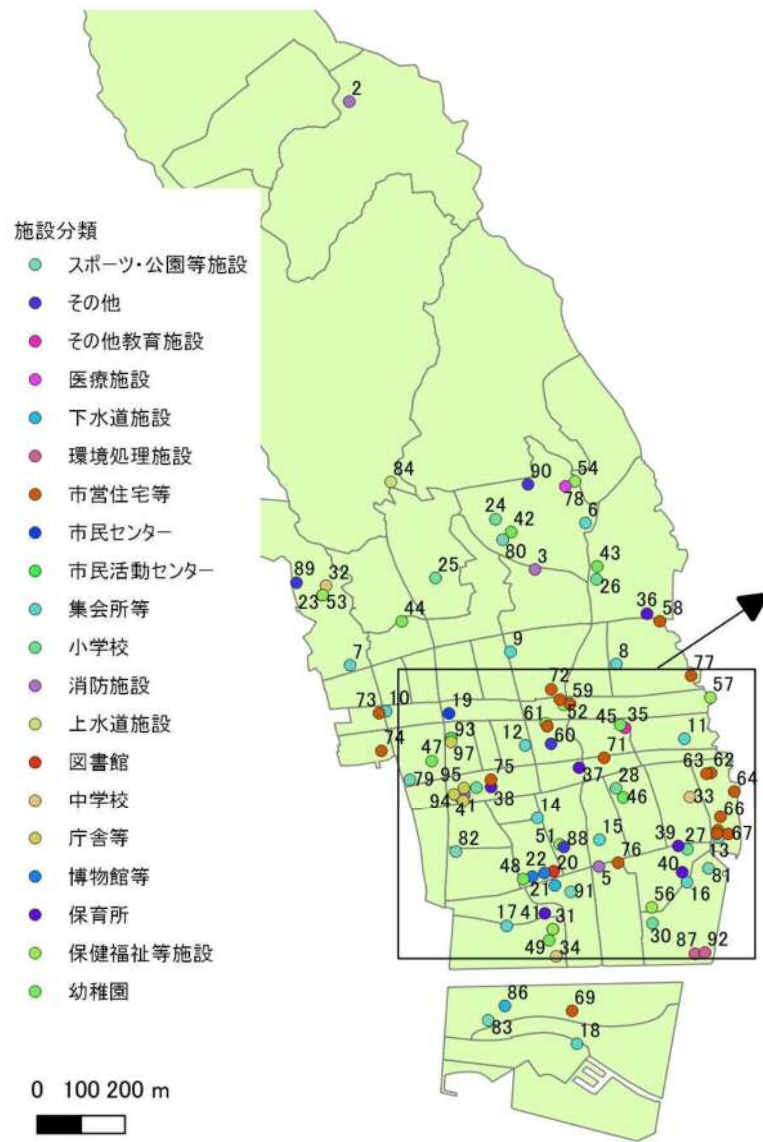 2
施設分類
スポーツ・公園等施設
その他
その他教育施設
医療施設
下水道施設
環境処理施設
市営住宅等
市民センター
市民活動センター
集会所等
小学校
消防施設
上水道施設
図書館
中学校
庁舎等
博物館等
保育所
保健福祉等施設
幼稚園
0 100 200 m
84 90 54
78
24 42 6
80 3 43
25 26
89 32
23 53
44 36 58
7 9 8
72 59 77
73 10 19 61 52 45 35 57
74 93 12 60 11
47 97 71
79 95 75 37 28 63 62
94 41 38 46 33 64
14 66
82 51 88 15 39 27 67
48 22 20 76 40 13
21 91 5 16 81
17 41 31 56
49 34 30 87 92
86 69
83 18